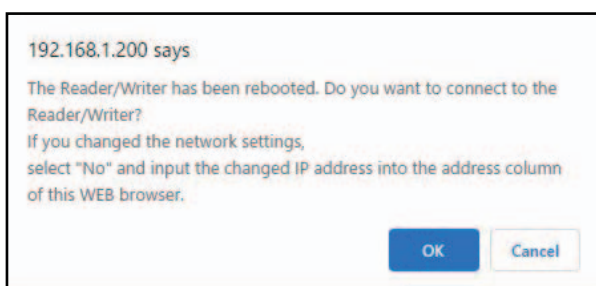 192.168.1.200 says
The Reader/Writer has been rebooted. Do you want to connect to the
Reader/Writer?
If you changed the network settings,
select "No" and input the changed IP address into the address column
of this WEB browser.
OK
Cancel